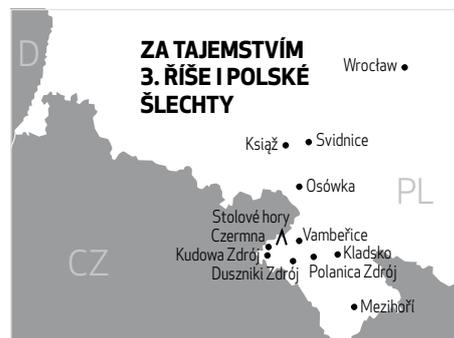 D
ZA TAJEMSTVÍM
3. ŘÍŠE I POLSKÉ
ŠLECHTY
Wrocław
Książ
Svidnice
Osówka
PL
Stolové hory
Czermna
Vambeřice
Kudowa Zdrój
Kladsko
CZ
Duszniki Zdrój
Polanica Zdrój
Mezihoří